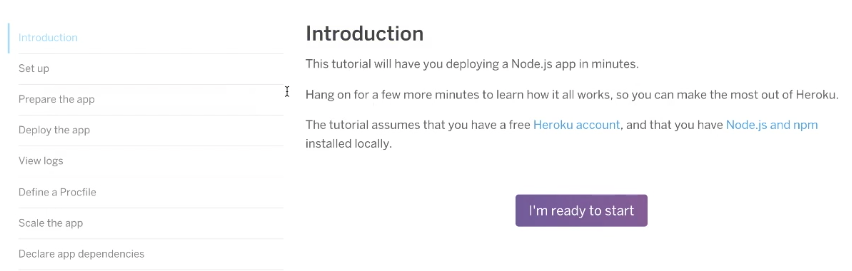 Introduction
Set up
Prepare the app
Deploy the app
View logs
Define a Procfile
Scale the app
Declare app dependencies
Introduction
This tutorial will have you deploying a Node.js app in minutes.
Hang on for a few more minutes to learn how it all works, so you can make the most out of Heroku.
The tutorial assumes that you have a free Heroku account, and that you have Node.js and npm
installed locally.
I'm ready to start